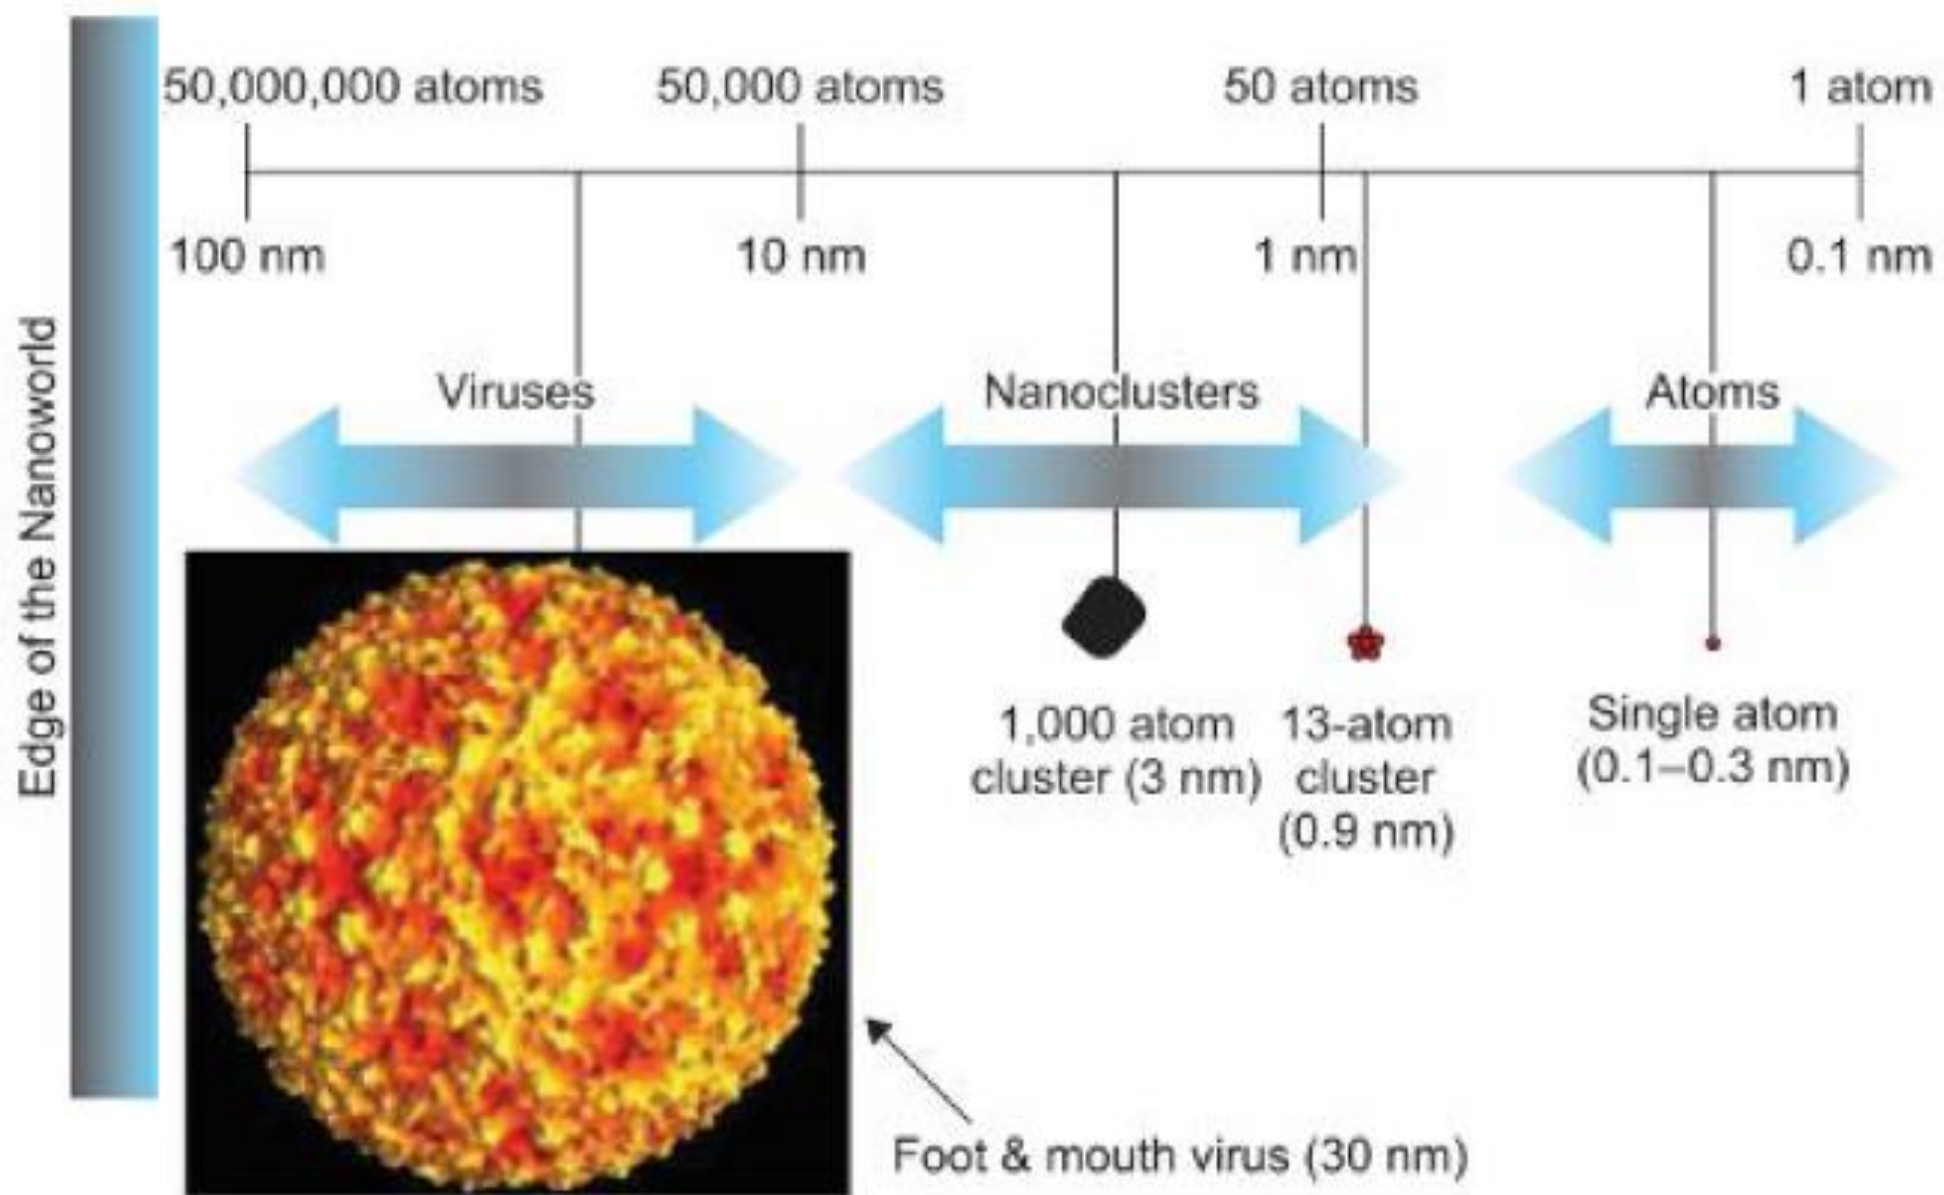 50,000,000 atoms
50,000 atoms
50 atoms
1 atom
100 nm
10 nm
1 nm
0.1 nm
Edge of the Nanoworld
Viruses
Nanoclusters
Atoms
1,000 atom
cluster (3 nm)
13-atom
cluster
(0.9 nm)
Single atom
(0.1–0.3 nm)
Foot & mouth virus (30 nm)